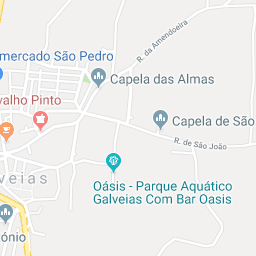 R. da Amendoeira
mercado São Pedro
Capela das Almas
valho Pinto
Capela de São
R. de São João
veias
Oásis - Parque Aquático
Galveias Com Bar Oasis
ónio